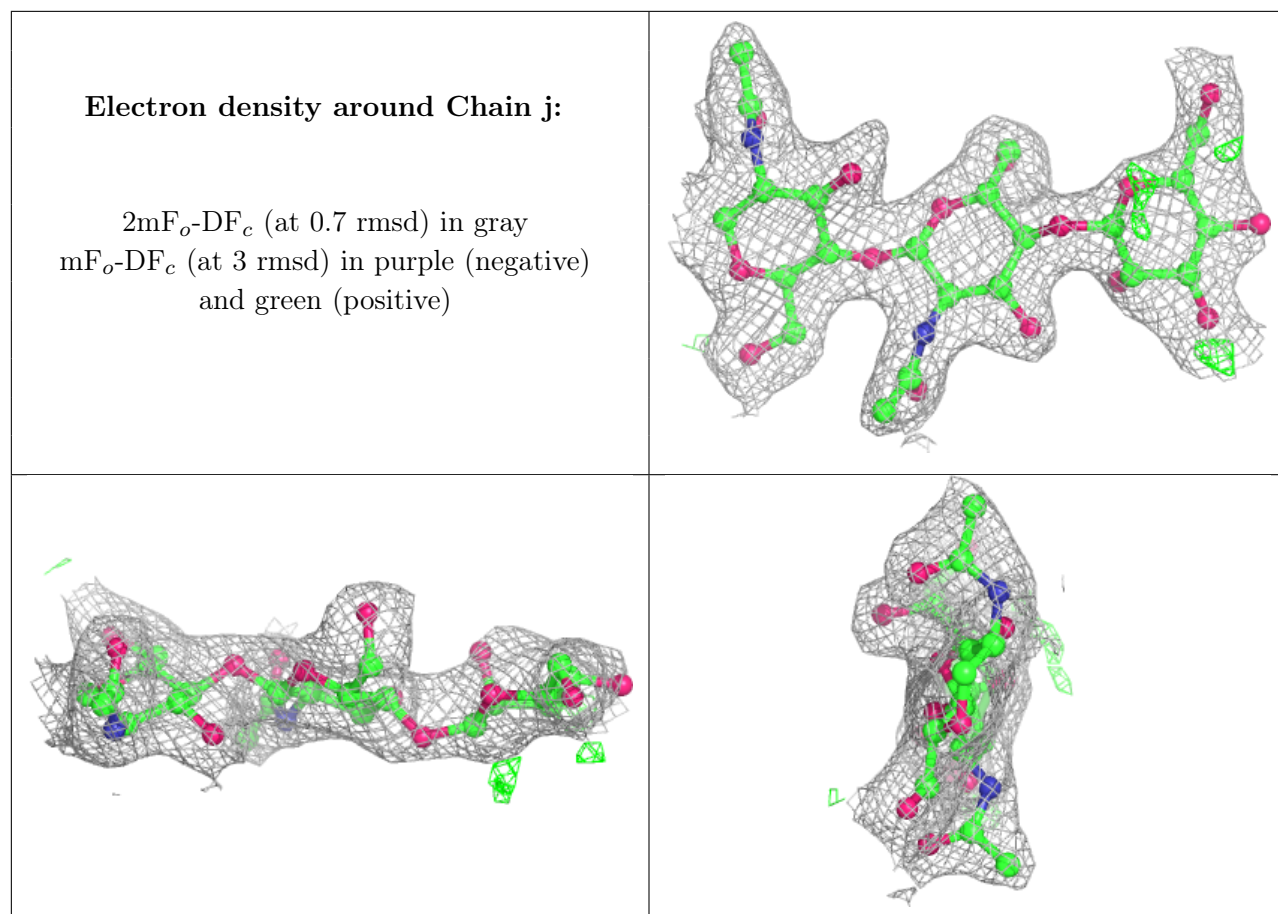 Electron density around Chain j:
2mFₒ-DF𝒸 (at 0.7 rmsd) in gray
mFₒ-DF𝒸 (at 3 rmsd) in purple (negative)
and green (positive)